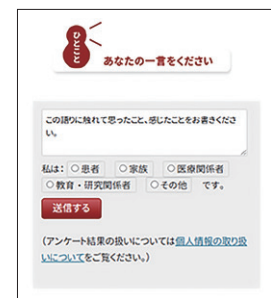 ひとこと
あなたの一言をください
この語りに触れて思ったこと、感じたことをお書きくださ
い。
私は： ○患者 ○家族 ○医療関係者
○教育・研究関係者 ○その他 です。
送信する
（アンケート結果の扱いについては個人情報の取り扱
いについてをご覧ください。）